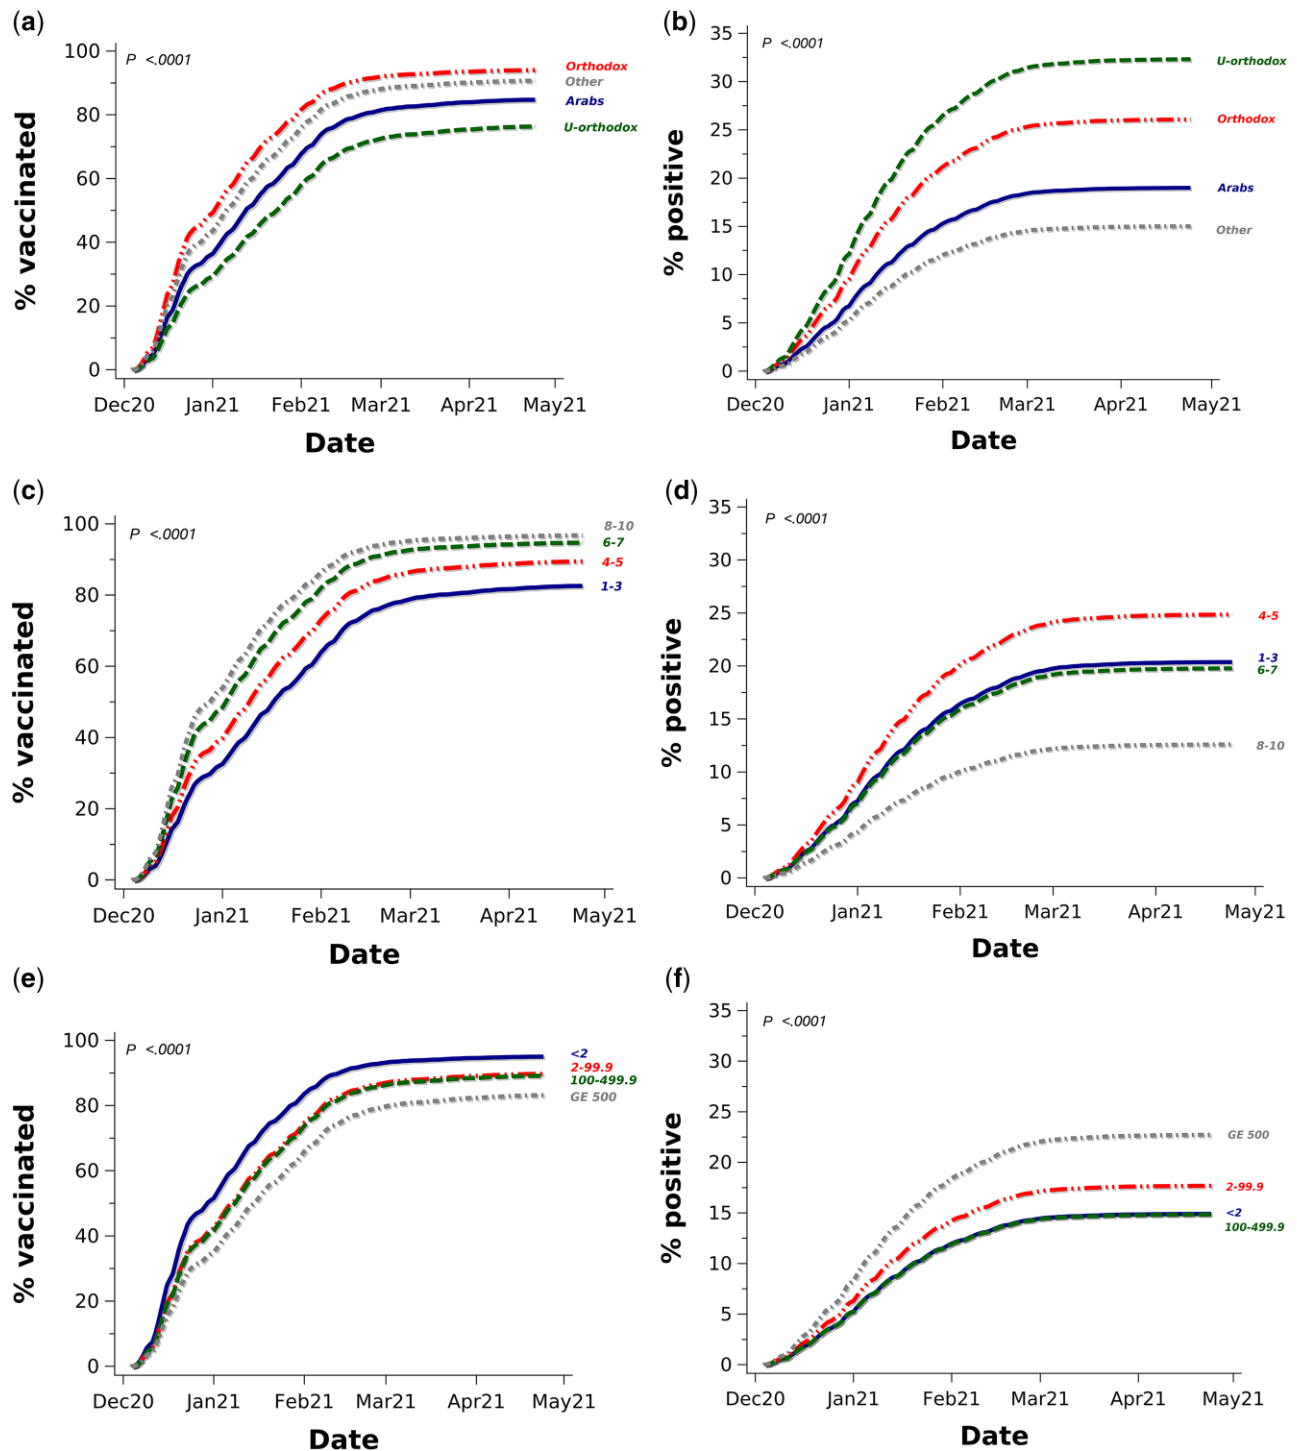 (a)
P <.0001
% vaccinated
100
80
60
40
20
0
Orthodox
Other
Arabs
U-orthodox
Dec20 Jan21 Feb21 Mar21 Apr21 May21
Date
(b)
P <.0001
% positive
35
30
25
20
15
10
5
0
U-orthodox
Orthodox
Arabs
Other
Dec20 Jan21 Feb21 Mar21 Apr21 May21
Date
(c)
P <.0001
% vaccinated
100
80
60
40
20
0
8-10
6-7
4-5
1-3
Dec20 Jan21 Feb21 Mar21 Apr21 May21
Date
(d)
P <.0001
% positive
35
30
25
20
15
10
5
0
4-5
1-3
6-7
8-10
Dec20 Jan21 Feb21 Mar21 Apr21 May21
Date
(e)
P <.0001
% vaccinated
100
80
60
40
20
0
<2
2-99.9
100-499.9
GE 500
Dec20 Jan21 Feb21 Mar21 Apr21 May21
Date
(f)
P <.0001
% positive
35
30
25
20
15
10
5
0
GE 500
2-99.9
<2
100-499.9
Dec20 Jan21 Feb21 Mar21 Apr21 May21
Date